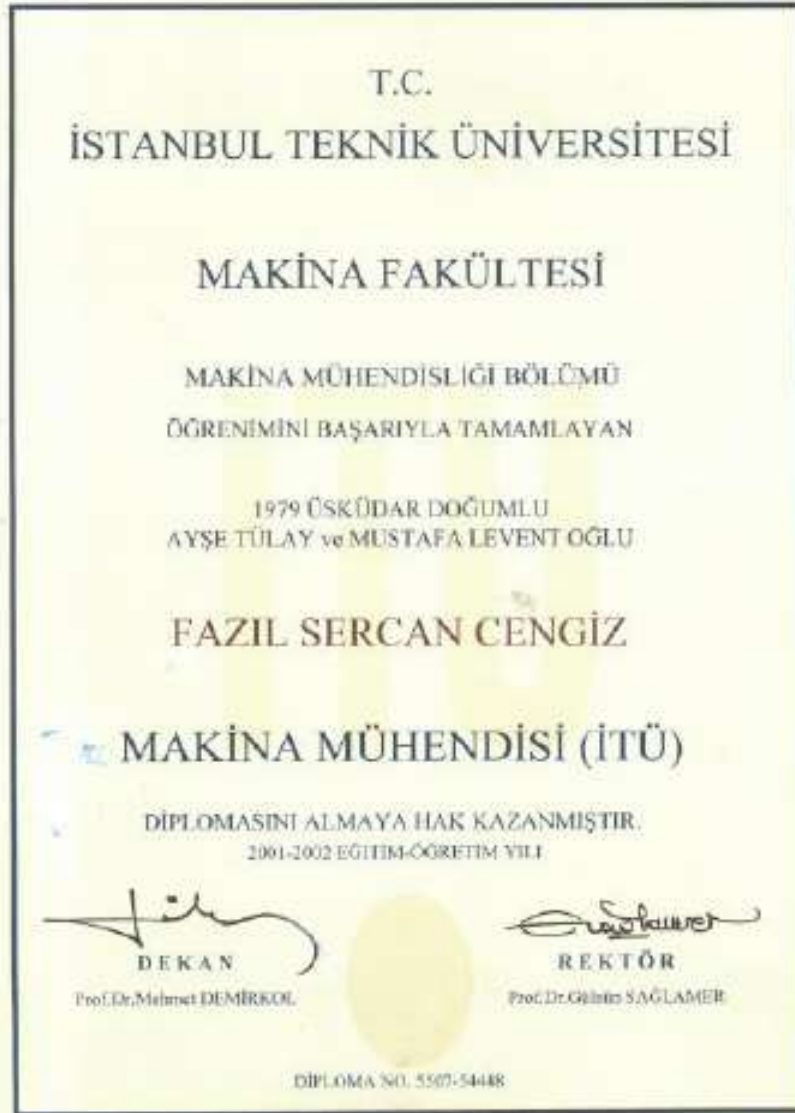 T.C.
İSTANBUL TEKNİK ÜNİVERSİTESİ
MAKİNA FAKÜLTESİ
MAKİNA MÜHENDİSLİĞİ BÖLÜMÜ
ÖĞRENİMİNİ BAŞARIYLA TAMAMLAYAN
1979 ÜSKÜDAR DOĞUMLU
AYŞE TÜLAY ve MUSTAFA LEVENT OĞLU
FAZIL SERCAN CENGİZ
MAKİNA MÜHENDİSİ (İTÜ)
DİPLOMASINI ALMAYA HAK KAZANMIŞTIR.
2001-2002 EĞİTİM-ÖĞRETİM YILI
DEKAN REKTÖR
Prof.Dr.Mehmet DEMİRKOL Prof.Dr.Gülsün SAĞLAMER
DİPLOMA NO. 5507-54448